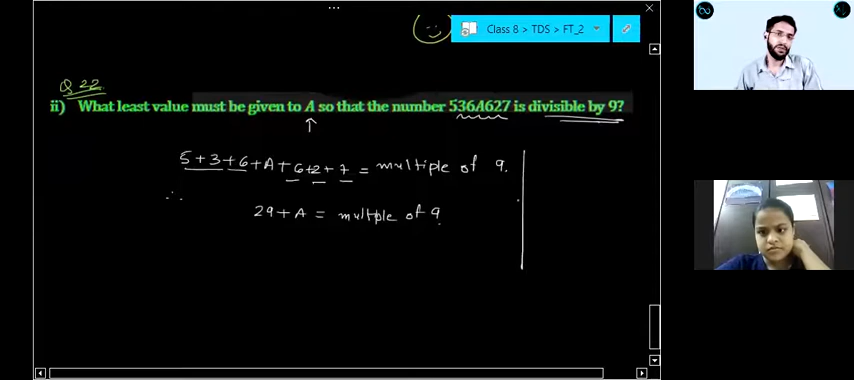 Class 8 > TDS > FT_2
Q 22
ii) What least value must be given to A so that the number 536A627 is divisible by 9?
5+3+6+A+6+2+7 = multiple of 9.
∴ 29+A = multiple of 9